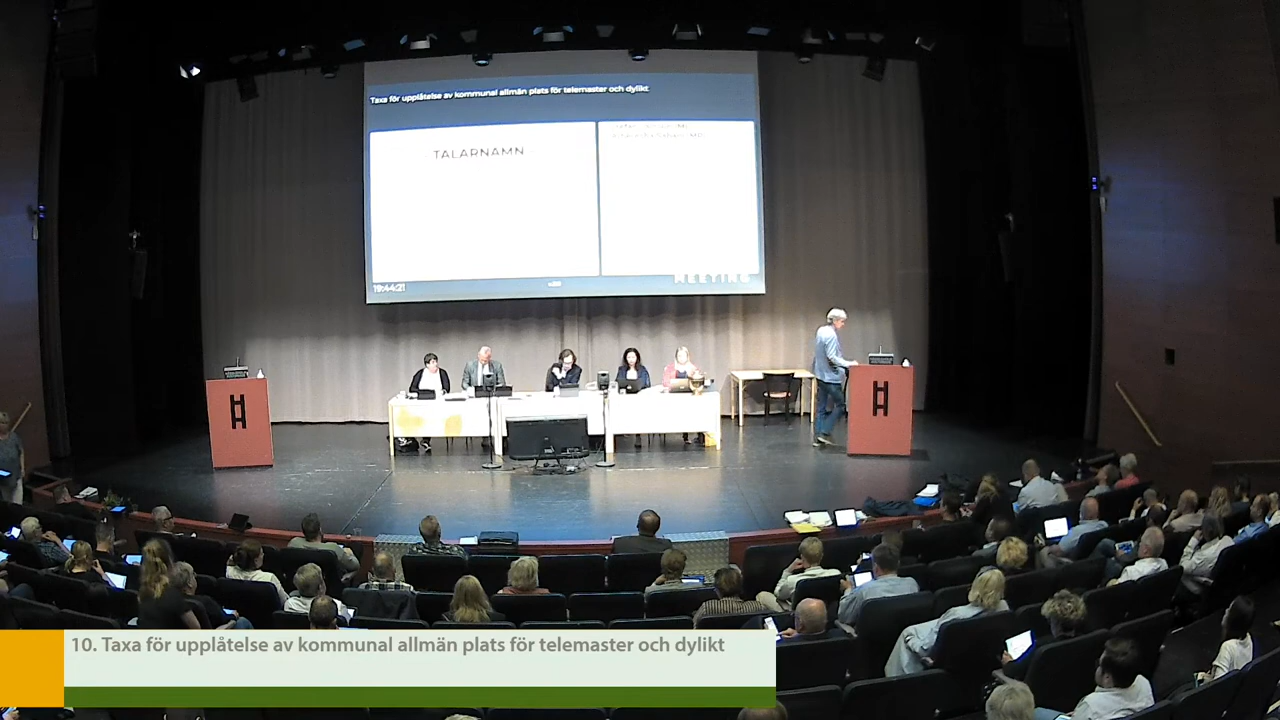 Taxa för upplåtelse av kommunal allmän plats för telemaster och dylikt
TALARNAMN
19:44:21
MEETING
10. Taxa för upplåtelse av kommunal allmän plats för telemaster och dylikt